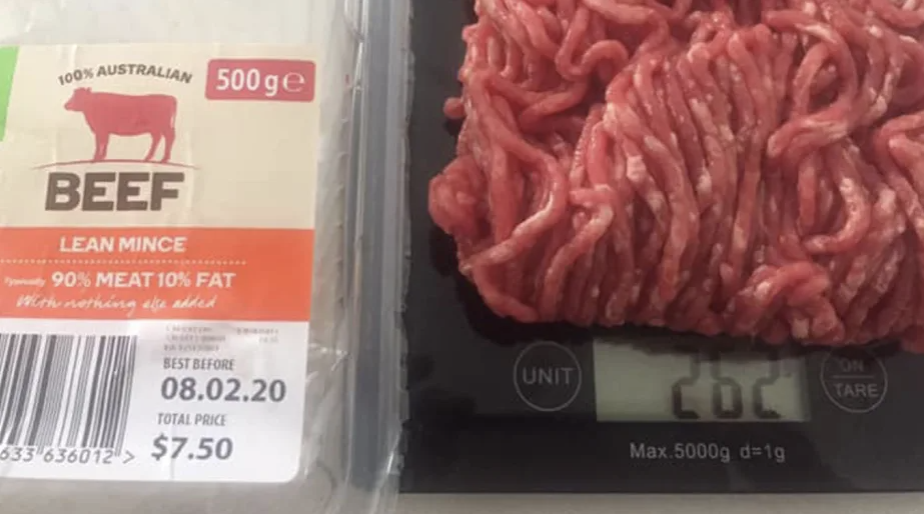 100% AUSTRALIAN
500g e
BEEF
LEAN MINCE
Typically 90% MEAT 10% FAT
With nothing else added
BEST BEFORE
08.02.20
TOTAL PRICE
$7.50
633 636012 >
UNIT
262
ON
TARE
Max.5000g d=1g